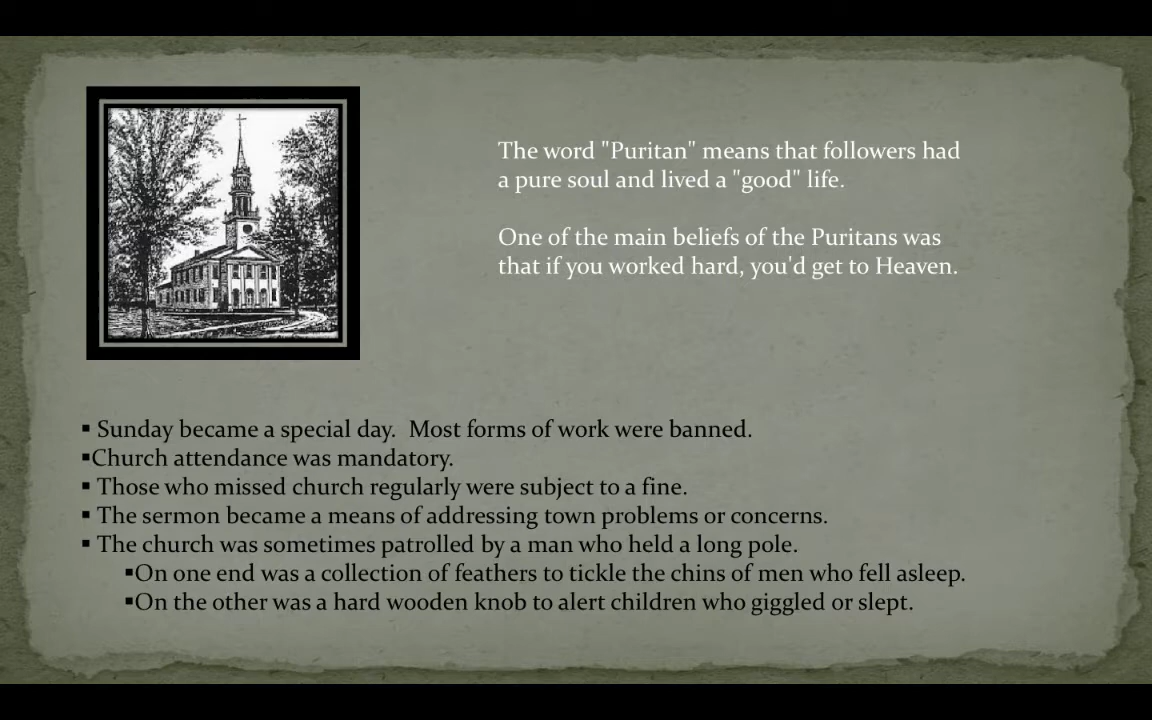 The word "Puritan" means that followers had
a pure soul and lived a "good" life.
One of the main beliefs of the Puritans was
that if you worked hard, you'd get to Heaven.
▪ Sunday became a special day.  Most forms of work were banned.
▪Church attendance was mandatory.
▪ Those who missed church regularly were subject to a fine.
▪ The sermon became a means of addressing town problems or concerns.
▪ The church was sometimes patrolled by a man who held a long pole.
▪On one end was a collection of feathers to tickle the chins of men who fell asleep.
▪On the other was a hard wooden knob to alert children who giggled or slept.